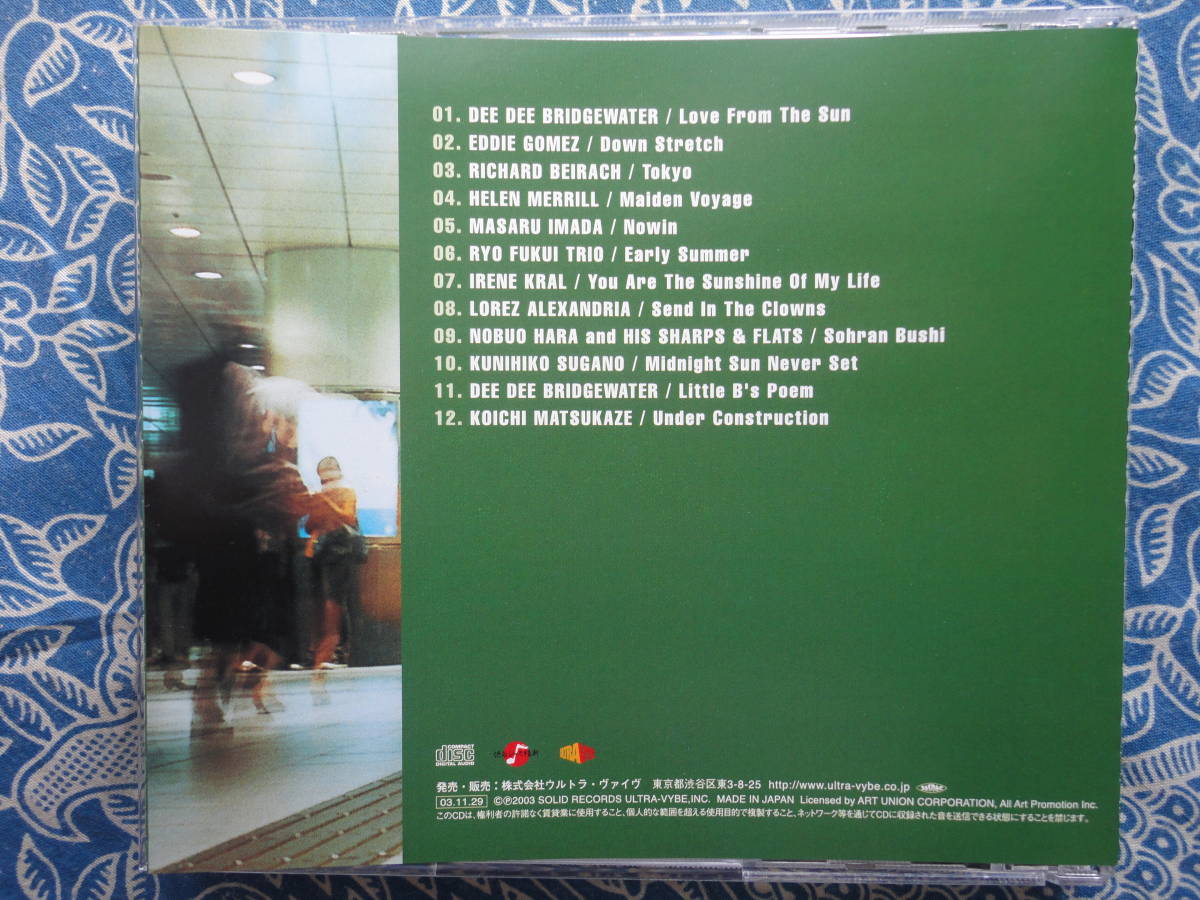 01. DEE DEE BRIDGEWATER / Love From The Sun
02. EDDIE GOMEZ / Down Stretch
03. RICHARD BEIRACH / Tokyo
04. HELEN MERRILL / Maiden Voyage
05. MASARU IMADA / Nowin
06. RYO FUKUI TRIO / Early Summer
07. IRENE KRAL / You Are The Sunshine Of My Life
08. LOREZ ALEXANDRIA / Send In The Clowns
09. NOBUO HARA and HIS SHARPS & FLATS / Sohran Bushi
10. KUNIHIKO SUGANO / Midnight Sun Never Set
11. DEE DEE BRIDGEWATER / Little B's Poem
12. KOICHI MATSUKAZE / Under Construction
COMPACT
disc
DIGITAL AUDIO
発売・販売：株式会社ウルトラ・ヴァイヴ 東京都渋谷区東3-8-25 http://www.ultra-vybe.co.jp
03.11.29 ©℗2003 SOLID RECORDS ULTRA-VYBE,INC. MADE IN JAPAN Licensed by ART UNION CORPORATION, All Art Promotion Inc.
このCDは、権利者の許諾なく賃貸業に使用すること、個人的な範囲を超える使用目的で複製すること、ネットワーク等を通じてCDに収録された音を送信できる状態にすることを禁じます。